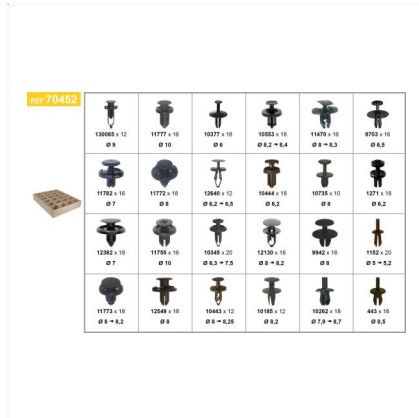 REF 70452
130085 x 12 11777 x 16 10377 x 18 10553 x 18 11470 x 16 9703 x 16
Ø 9 Ø 10 Ø 6 Ø 8,2 → 8,4 Ø 8 → 8,3 Ø 6,5
11782 x 16 11772 x 18 12640 x 12 10444 x 18 10735 x 10 1271 x 18
Ø 7 Ø 8 Ø 6,2 → 6,5 Ø 6,2 Ø 8 Ø 6,2
12382 x 18 11755 x 16 10345 x 20 12130 x 16 9942 x 16 1152 x 20
Ø 7 Ø 10 Ø 6,3 → 7,5 Ø 8 → 8,2 Ø 8 Ø 5 → 5,2
11773 x 18 12549 x 18 10443 x 12 10185 x 12 10262 x 18 443 x 16
Ø 8 → 8,2 Ø 8 Ø 8 → 8,25 Ø 8,2 Ø 7,9 → 8,7 Ø 8,5